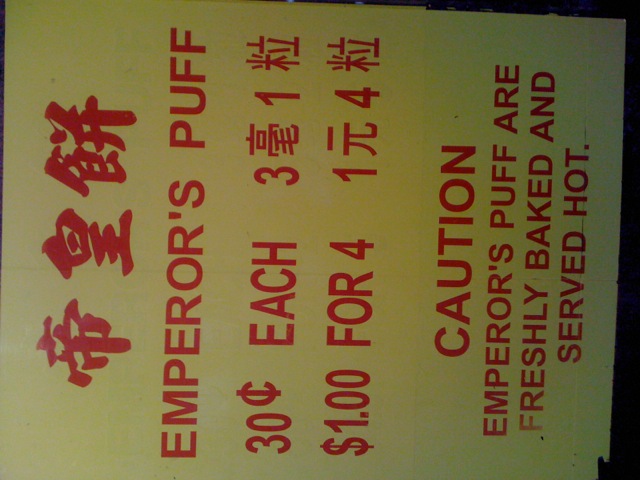 帝皇餅
EMPEROR'S PUFF
30¢ EACH 3毫1粒
$1.00 FOR 4 1元4粒
CAUTION
EMPEROR'S PUFF ARE
FRESHLY BAKED AND
SERVED HOT.